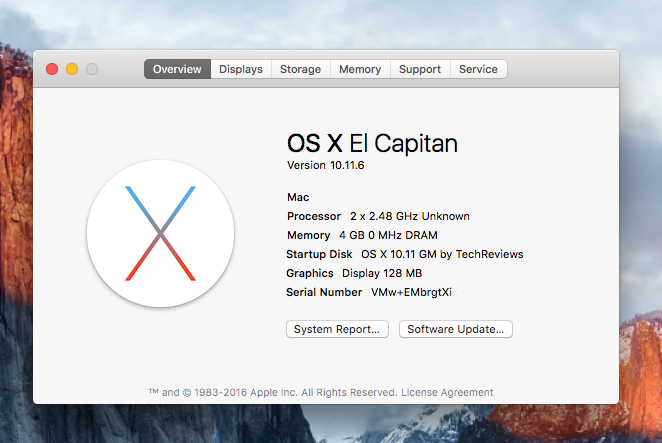 Overview Displays Storage Memory Support Service
OS X El Capitan
Version 10.11.6
Mac
Processor 2 x 2.48 GHz Unknown
Memory 4 GB 0 MHz DRAM
Startup Disk OS X 10.11 GM by TechReviews
Graphics Display 128 MB
Serial Number VMw+EMbrgtXi
System Report... Software Update...
™ and © 1983-2016 Apple Inc. All Rights Reserved. License Agreement